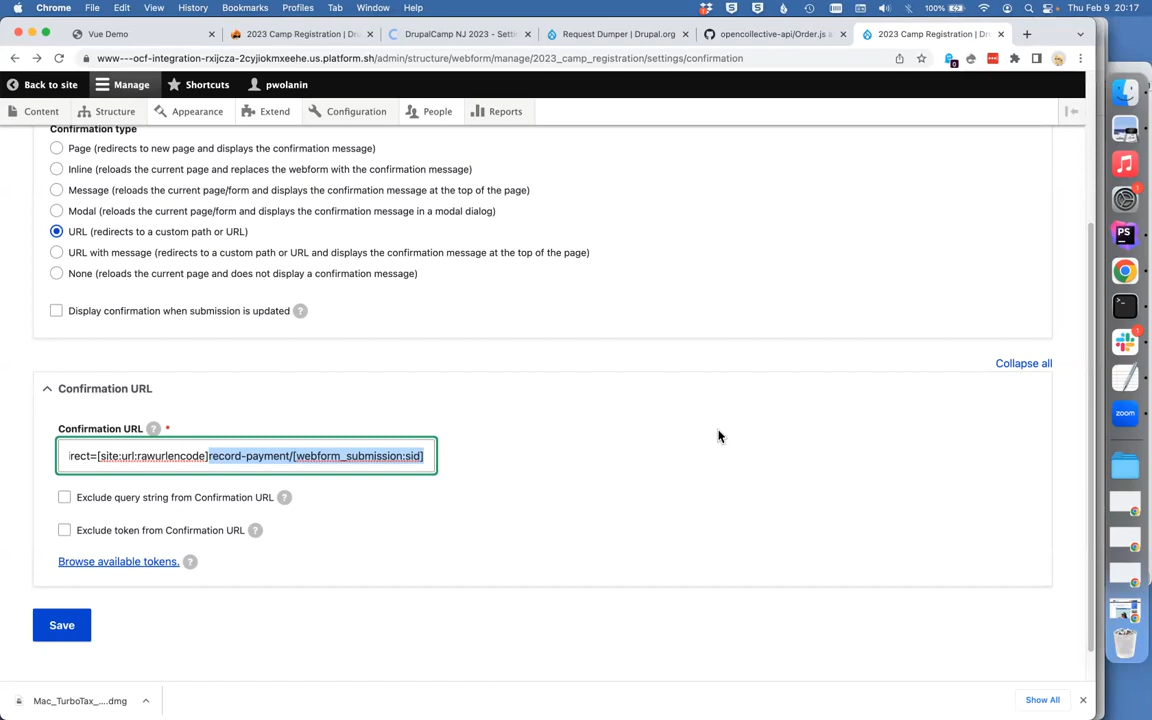 Chrome File Edit View History Bookmarks Profiles Tab Window Help 100% Thu Feb 9 20:17
Vue Demo 2023 Camp Registration | Dru DrupalCamp NJ 2023 - Setti Request Dumper | Drupal.org opencollective-api/Order.js a 2023 Camp Registration | Dru
www---ocf-integration-rxijcza-2cyjiokmxeehe.us.platform.sh/admin/structure/webform/manage/2023_camp_registration/settings/confirmation
Back to site Manage Shortcuts pwolanin
Content Structure Appearance Extend Configuration People Reports
Confirmation type
Page (redirects to new page and displays the confirmation message)
Inline (reloads the current page and replaces the webform with the confirmation message)
Message (reloads the current page/form and displays the confirmation message at the top of the page)
Modal (reloads the current page/form and displays the confirmation message in a modal dialog)
URL (redirects to a custom path or URL)
URL with message (redirects to a custom path or URL and displays the confirmation message at the top of the page)
None (reloads the current page and does not display a confirmation message)
Display confirmation when submission is updated ?
Collapse all
Confirmation URL
Confirmation URL ? *
irect=[site:url:rawurlencode]record-payment/[webform_submission:sid]
Exclude query string from Confirmation URL ?
Exclude token from Confirmation URL ?
Browse available tokens. ?
Save
Mac_TurboTax_....dmg
Show All
PS
zoom